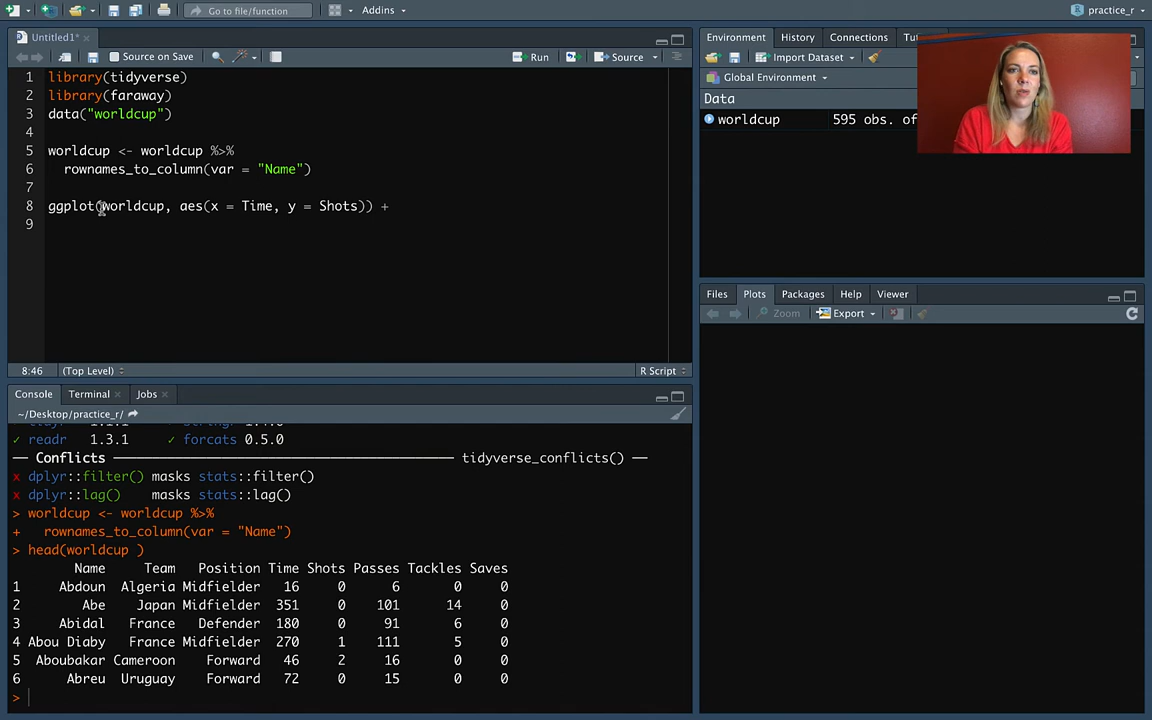 Go to file/function
Addins
practice_r
Untitled1*
Source on Save
Run
Source
1 library(tidyverse)
2 library(faraway)
3 data("worldcup")
4
5 worldcup <- worldcup %>%
6 rownames_to_column(var = "Name")
7
8 ggplot(worldcup, aes(x = Time, y = Shots)) +
9
8:46
(Top Level)
R Script
Console
Terminal
Jobs
~/Desktop/practice_r/
✓ readr 1.3.1 ✓ forcats 0.5.0
── Conflicts ── tidyverse_conflicts() ──
x dplyr::filter() masks stats::filter()
x dplyr::lag() masks stats::lag()
> worldcup <- worldcup %>%
+ rownames_to_column(var = "Name")
> head(worldcup )
Name Team Position Time Shots Passes Tackles Saves
1 Abdoun Algeria Midfielder 16 0 6 0 0
2 Abe Japan Midfielder 351 0 101 14 0
3 Abidal France Defender 180 0 91 6 0
4 Abou Diaby France Midfielder 270 1 111 5 0
5 Aboubakar Cameroon Forward 46 2 16 0 0
6 Abreu Uruguay Forward 72 0 15 0 0
>
Environment
History
Connections
Import Dataset
Global Environment
Data
worldcup 595 obs. of
Files
Plots
Packages
Help
Viewer
Zoom
Export